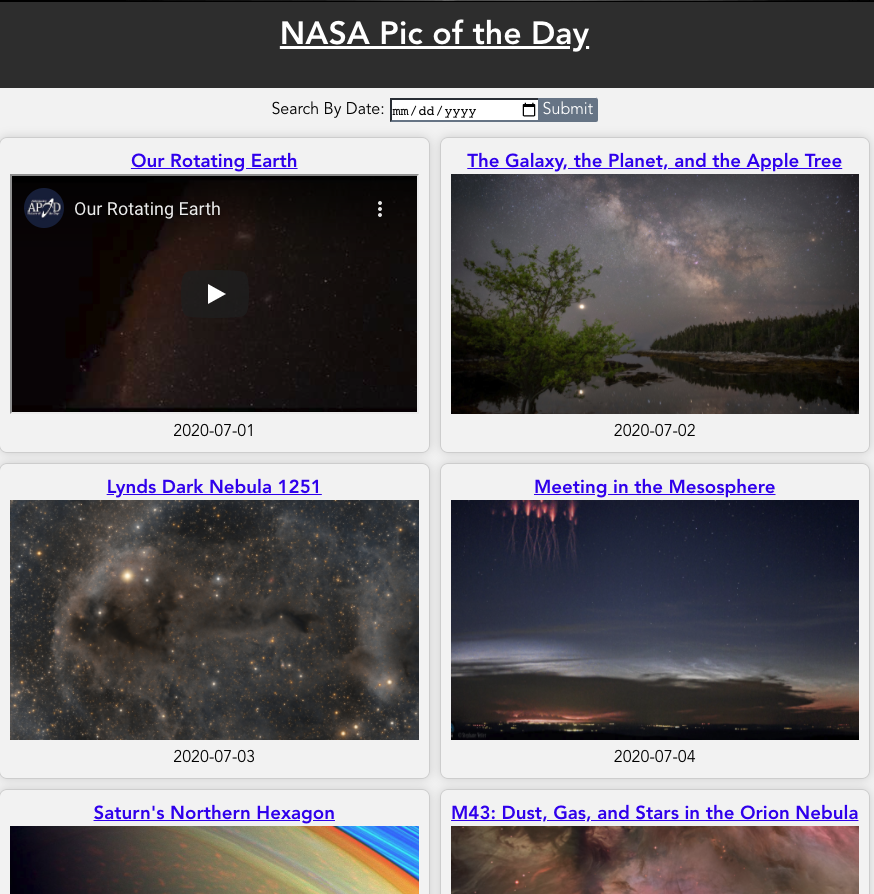 NASA Pic of the Day
Search By Date: mm/dd/yyyy Submit
Our Rotating Earth
The Galaxy, the Planet, and the Apple Tree
APOD
Our Rotating Earth
2020-07-01
2020-07-02
Lynds Dark Nebula 1251
Meeting in the Mesosphere
2020-07-03
2020-07-04
Saturn's Northern Hexagon
M43: Dust, Gas, and Stars in the Orion Nebula